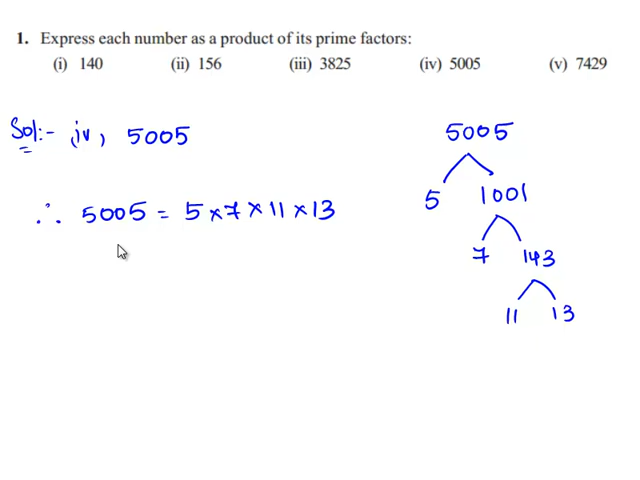 1. Express each number as a product of its prime factors:
(i) 140 (ii) 156 (iii) 3825 (iv) 5005 (v) 7429
Sol:- iv, 5005
∴ 5005 = 5 × 7 × 11 × 13
5005
5 1001
7 143
11 13